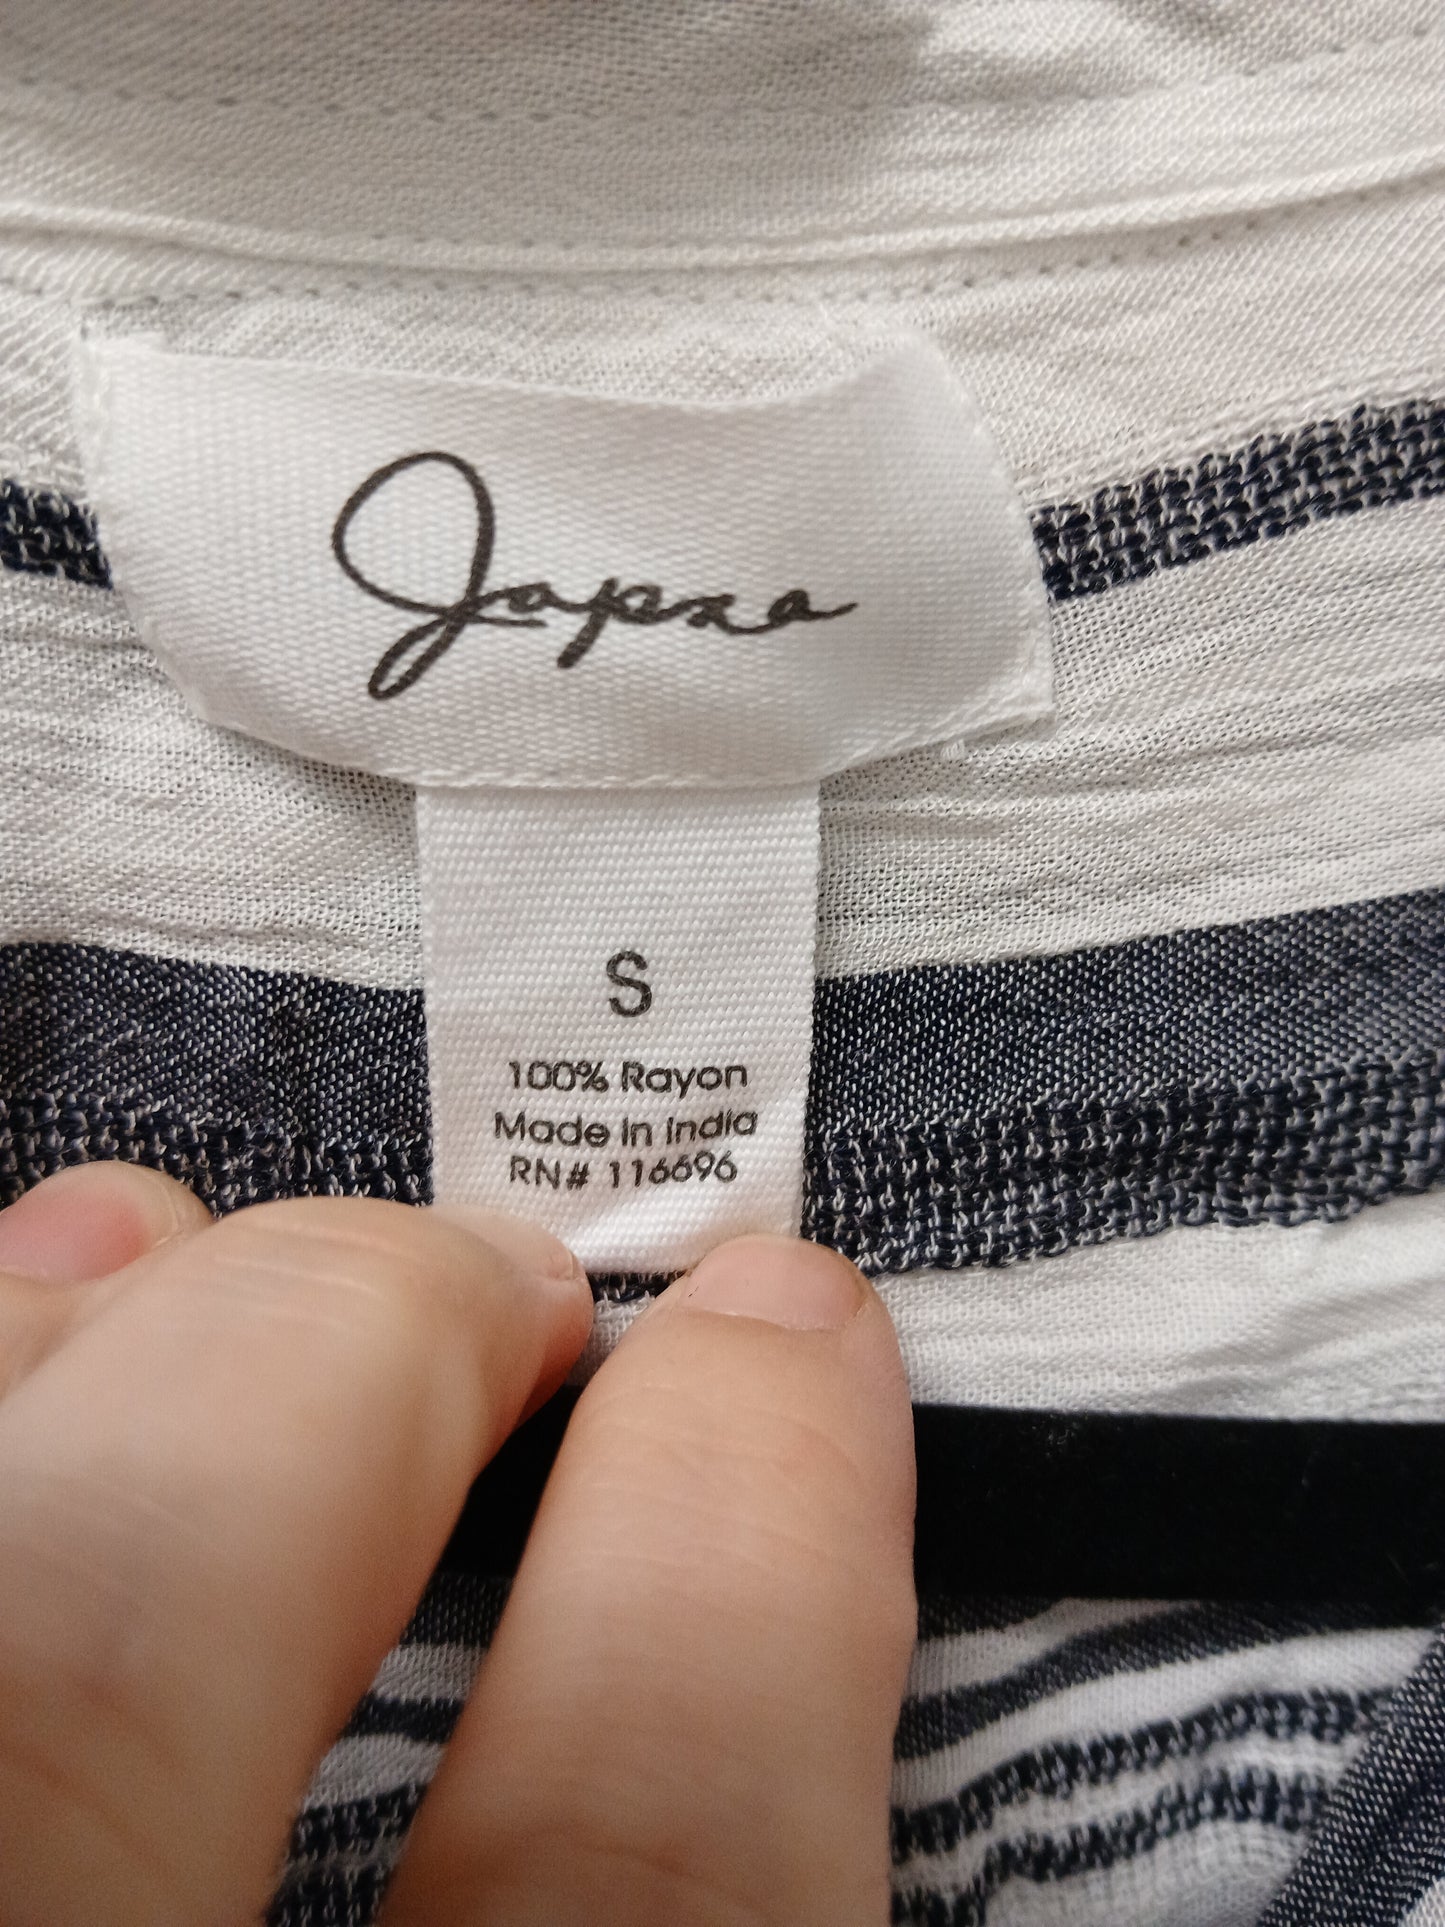 Japna
S
100% Rayon
Made In India
RN# 116696